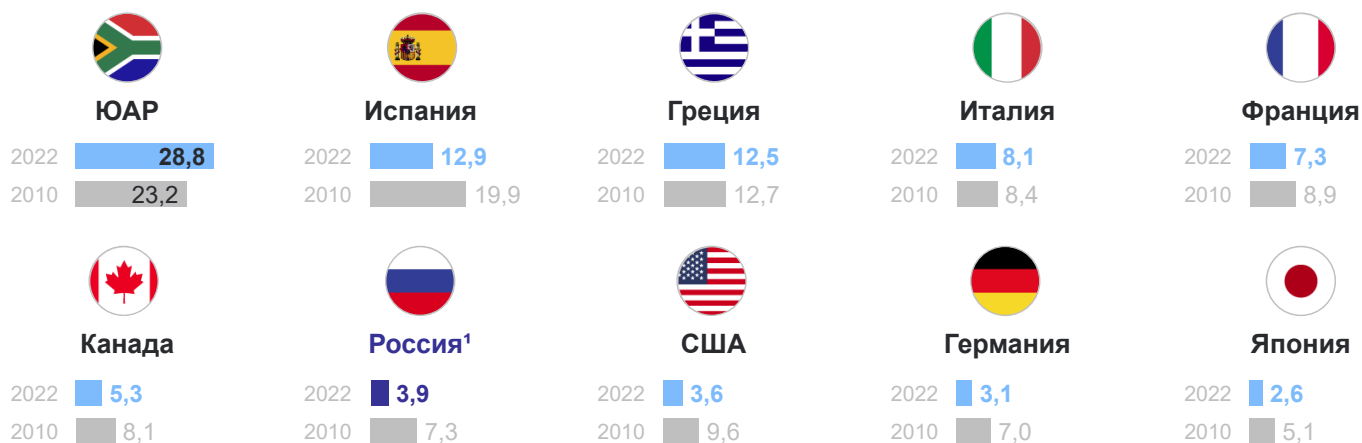 ЮАР Испания Греция Италия Франция
2022 28,8 2022 12,9 2022 12,5 2022 8,1 2022 7,3
2010 23,2 2010 19,9 2010 12,7 2010 8,4 2010 8,9
Канада Россия¹ США Германия Япония
2022 5,3 2022 3,9 2022 3,6 2022 3,1 2022 2,6
2010 8,1 2010 7,3 2010 9,6 2010 7,0 2010 5,1